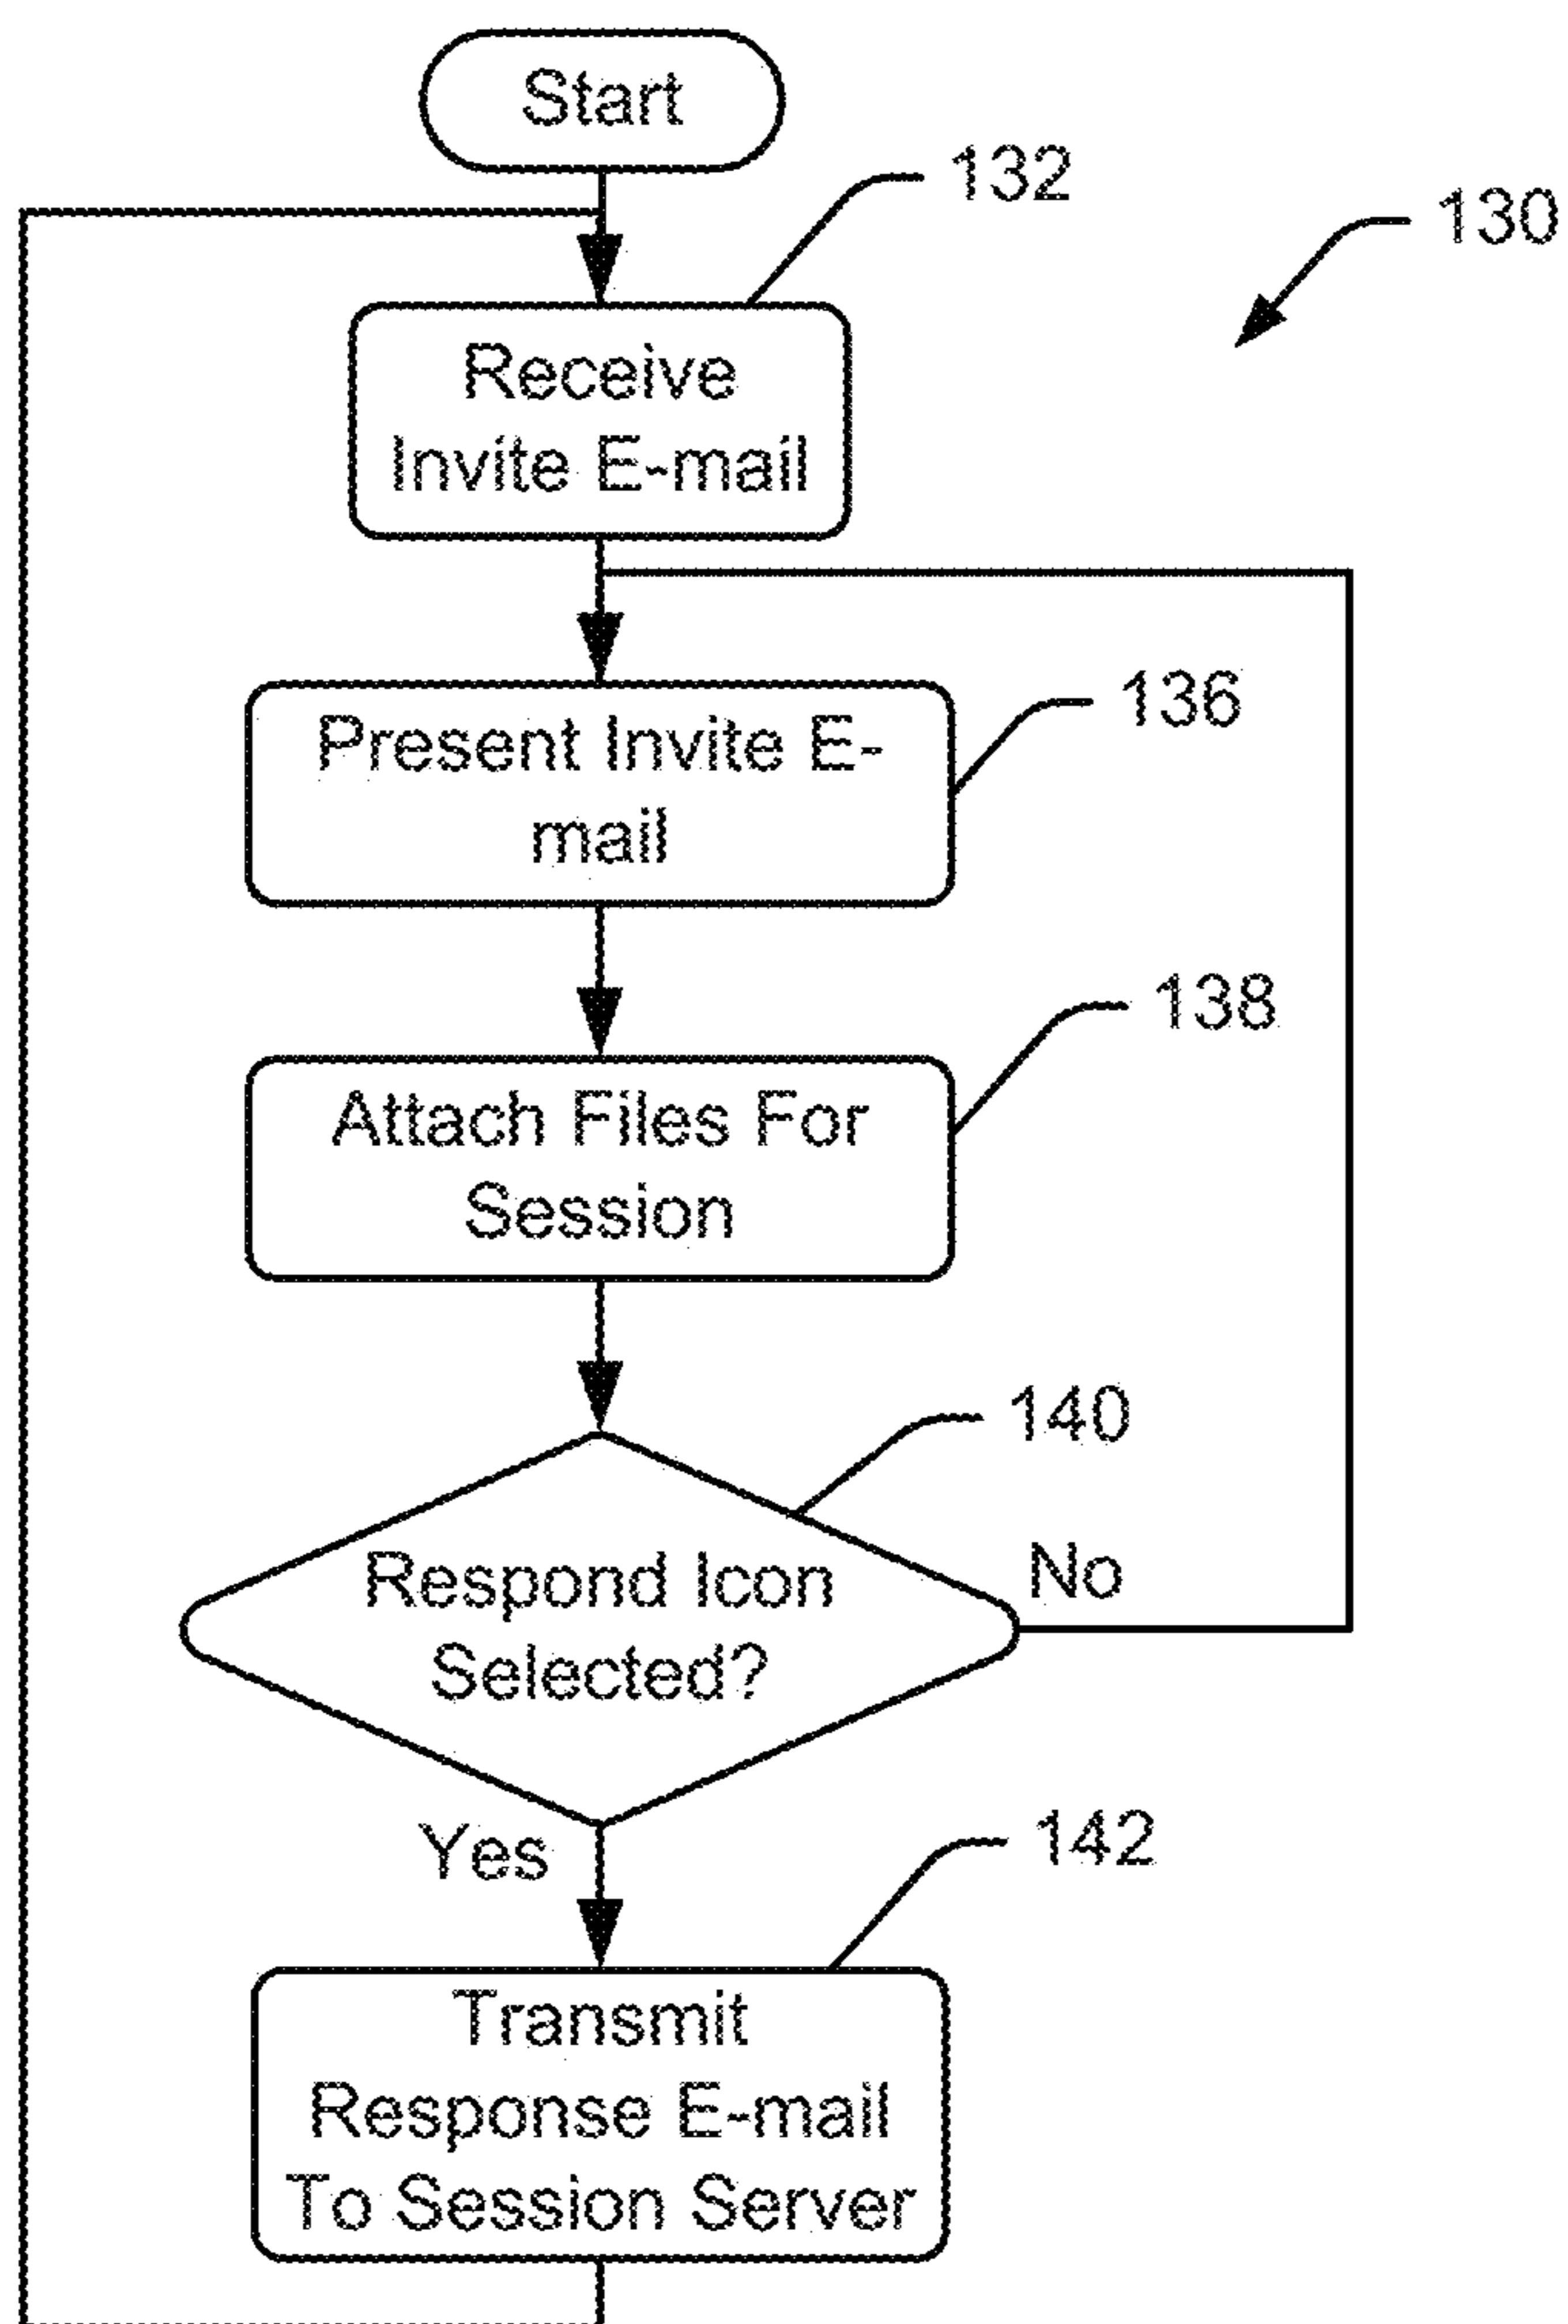 Start
132
130
Receive
Invite E-mail
Present Invite E-
mail
136
Attach Files For
Session
138
140
Respond Icon
Selected?
No
Yes
142
Transmit
Response E-mail
To Session Server